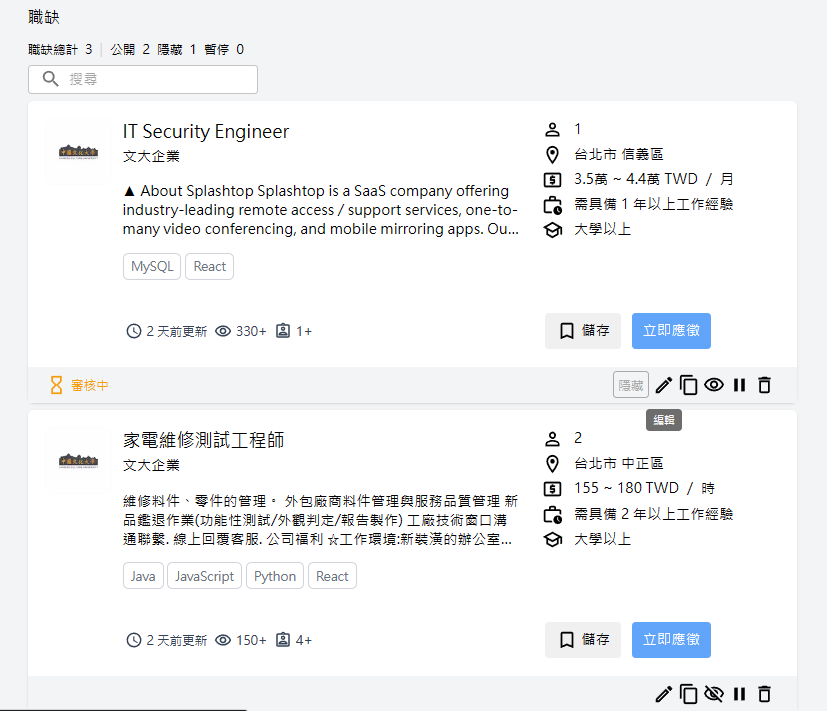 職缺
職缺總計 3 | 公開 2 隱藏 1 暫停 0
搜尋
IT Security Engineer
文大企業
▲ About Splashtop Splashtop is a SaaS company offering
industry-leading remote access / support services, one-to-
many video conferencing, and mobile mirroring apps. Ou...
MySQL React
2 天前更新 330+ 1+
1
台北市 信義區
3.5萬 ~ 4.4萬 TWD / 月
需具備 1 年以上工作經驗
大學以上
儲存 立即應徵
審核中
隱藏
編輯
家電維修測試工程師
文大企業
維修料件、零件的管理。 外包廠商料件管理與服務品質管理 新
品鑑退作業(功能性測試/外觀判定/報告製作) 工廠技術窗口溝
通聯繫. 線上回覆客服. 公司福利 ☆工作環境:新裝潢的辦公室...
Java JavaScript Python React
2 天前更新 150+ 4+
2
台北市 中正區
155 ~ 180 TWD / 時
需具備 2 年以上工作經驗
大學以上
儲存 立即應徵